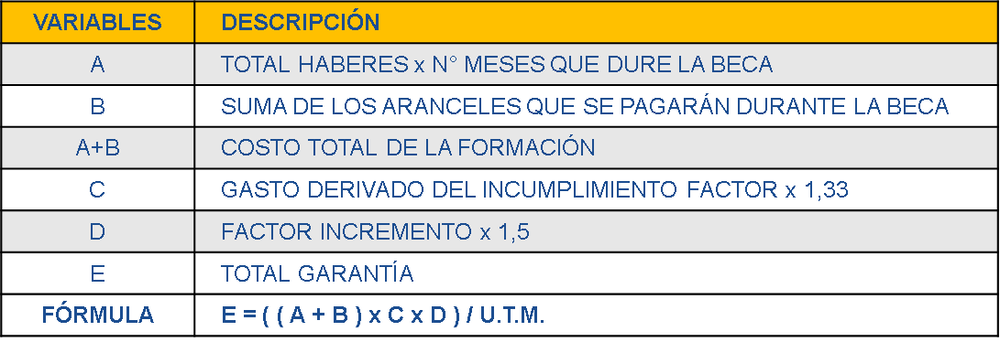 VARIABLES DESCRIPCIÓN
A TOTAL HABERES x N° MESES QUE DURE LA BECA
B SUMA DE LOS ARANCELES QUE SE PAGARÁN DURANTE LA BECA
A+B COSTO TOTAL DE LA FORMACIÓN
C GASTO DERIVADO DEL INCUMPLIMIENTO FACTOR x 1,33
D FACTOR INCREMENTO x 1,5
E TOTAL GARANTÍA
FÓRMULA E = ( ( A + B ) x C x D ) / U.T.M.